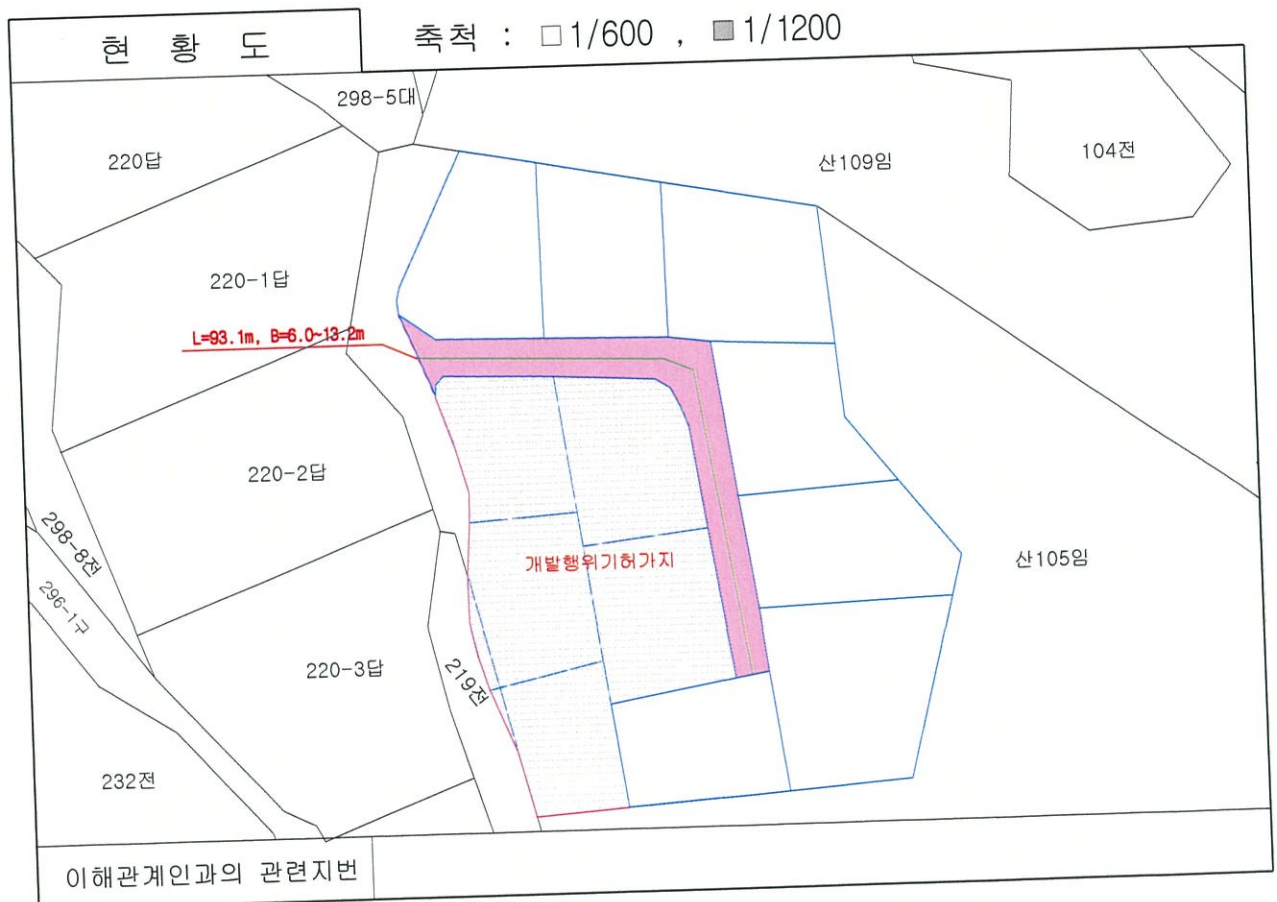 현 황 도
축척 : □1/600 , ■1/1200
298-5대
220답
산109임
104전
220-1답
L=93.1m, B=6.0~13.2m
220-2답
298-8전
개발행위기허가지
산105임
296-1구
220-3답
219전
232전
이해관계인과의 관련지번